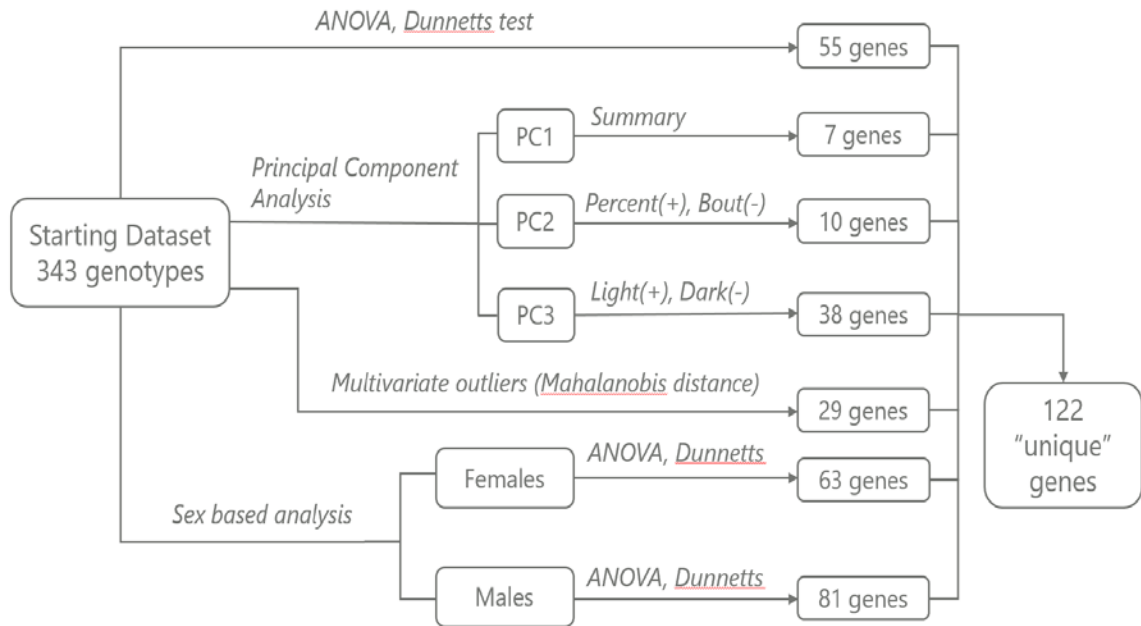 ANOVA, Dunnetts test
55 genes
PC1
Summary
7 genes
Principal Component
Analysis
PC2
Percent(+), Bout(-)
10 genes
Starting Dataset
343 genotypes
PC3
Light(+), Dark(-)
38 genes
Multivariate outliers (Mahalanobis distance)
29 genes
122
“unique”
genes
Females
ANOVA, Dunnetts
63 genes
Sex based analysis
Males
ANOVA, Dunnetts
81 genes